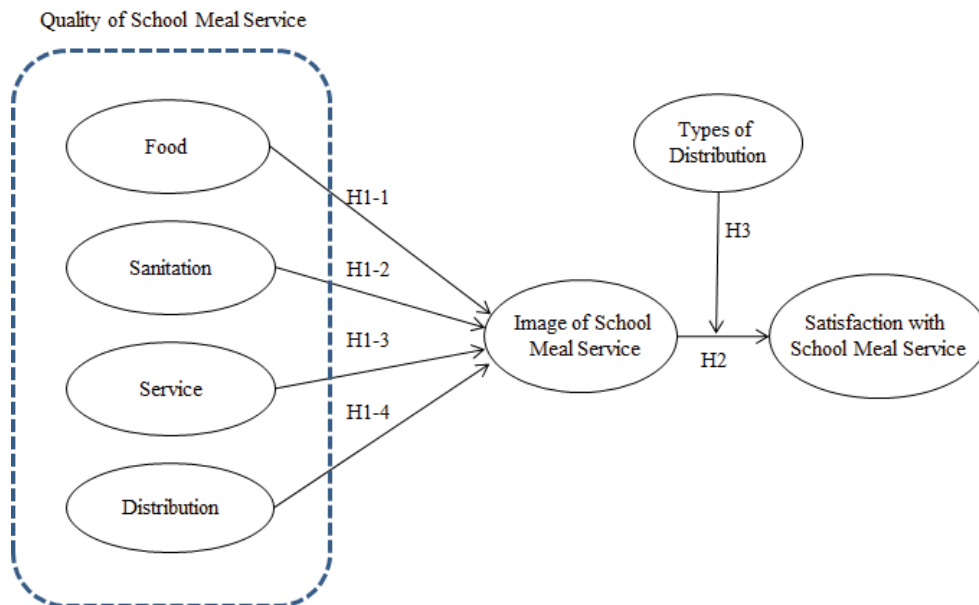 Quality of School Meal Service
Food
Sanitation
Service
Distribution
H1-1
H1-2
H1-3
H1-4
Image of School
Meal Service
Types of
Distribution
H3
H2
Satisfaction with
School Meal Service